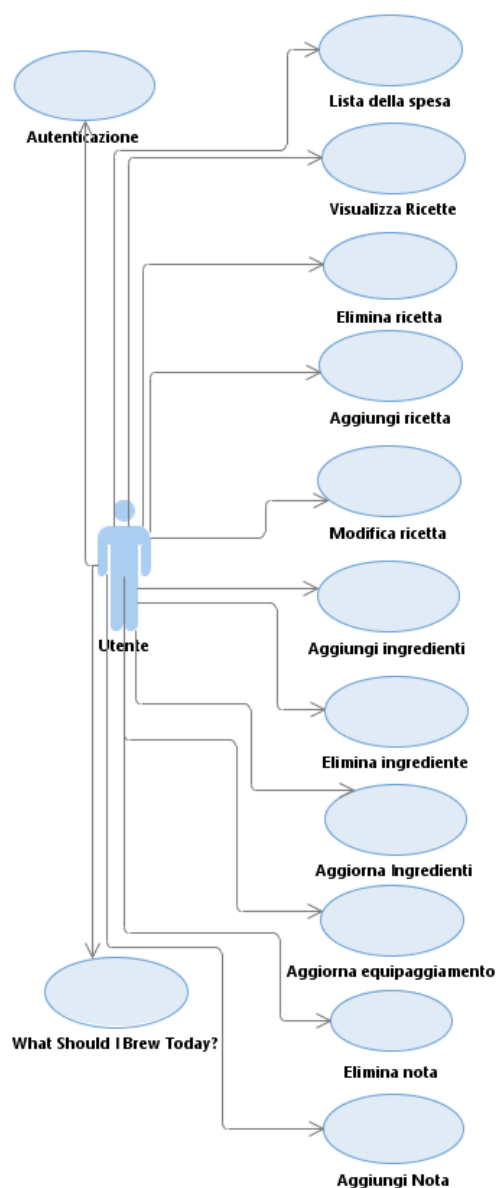 Lista della spesa
Autenticazione
Visualizza Ricette
Elimina ricetta
Aggiungi ricetta
Modifica ricetta
Utente
Aggiungi ingredienti
Elimina ingrediente
Aggiorna Ingredienti
Aggiorna equipaggiamento
What Should I Brew Today?
Elimina nota
Aggiungi Nota